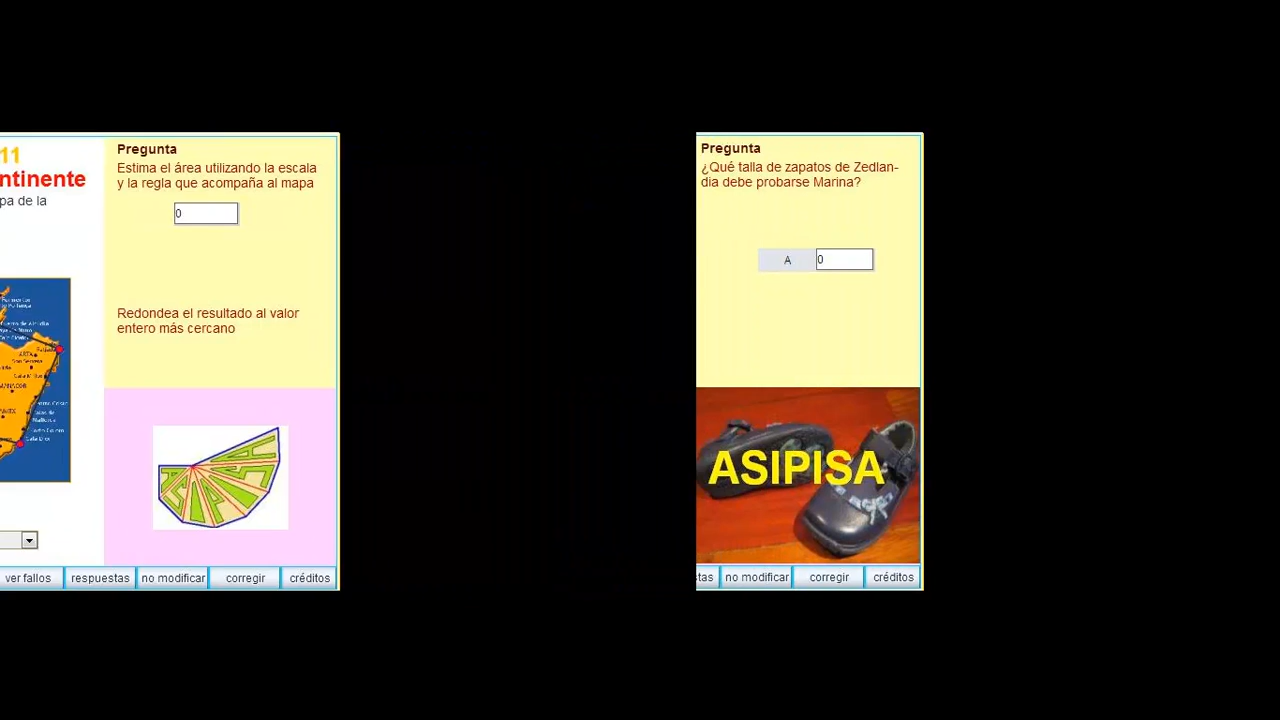 11
ntinente
pa de la
Pregunta
Estima el área utilizando la escala
y la regla que acompaña al mapa
0
Redondea el resultado al valor
entero más cercano
ver fallos
respuestas
no modificar
corregir
créditos
Pregunta
¿Qué talla de zapatos de Zedlan-
dia debe probarse Marina?
A
0
ASIPISA
tas
no modificar
corregir
créditos